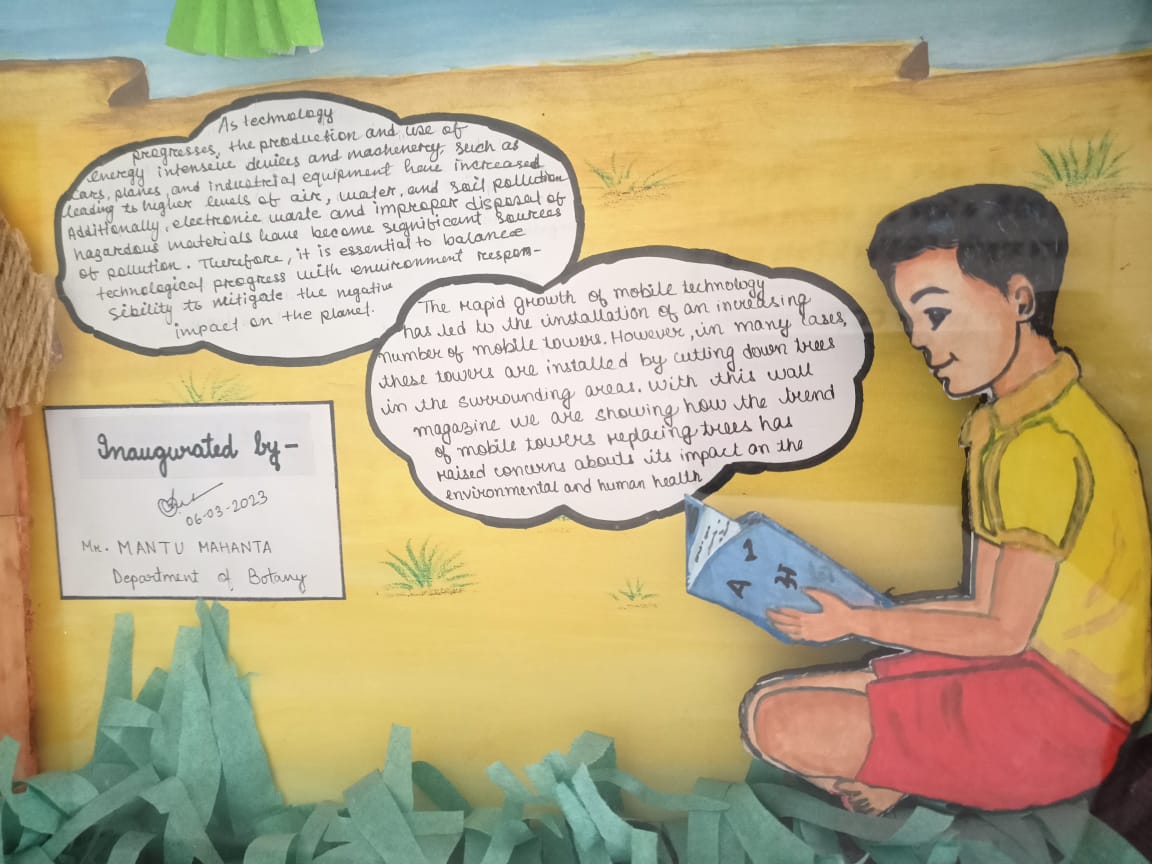 As technology
progresses, the production and use of
energy intensive devices and machenery, such as
cars, planes, and industrial equipment have increased
leading to higher levels of air, water, and soil pollution
Additionally, electronic waste and improper disposal of
hazardous materials have become significant sources
of pollution. Therefore, it is essential to balance
technological progress with environment respon-
sibility to mitigate the negative
impact on the planet.
The rapid growth of mobile technology
has led to the installation of an increasing
number of mobile towers. However, in many cases,
these towers are installed by cutting down trees
in the surrounding areas. With this wall
magazine we are showing how the trend
of mobile towers replacing trees has
raised concerns abouts its impact on the
environmental and human health
Inaugurated by-
06-03-2023
Mr. MANTU MAHANTA
Department of Botany
A 1 अ